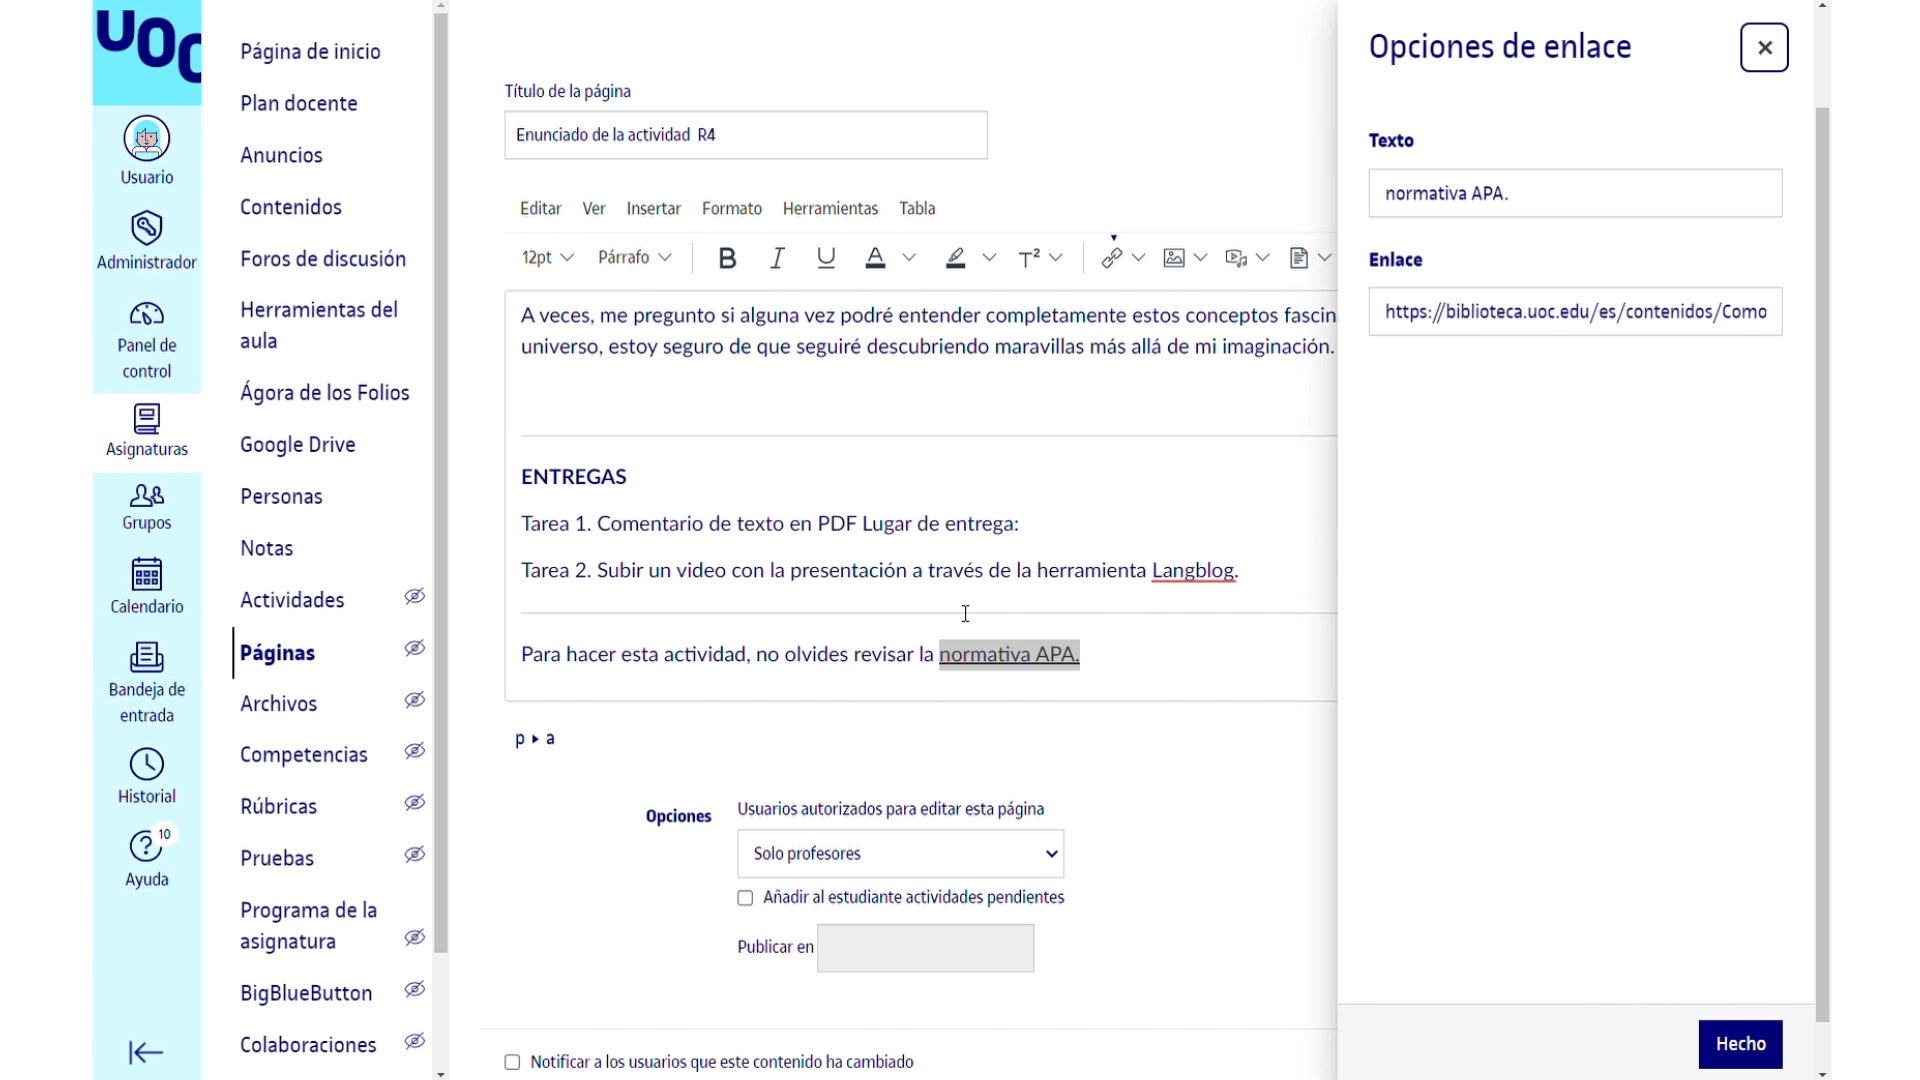 UOC
Usuario
Administrador
Panel de
control
Asignaturas
Grupos
Calendario
Bandeja de
entrada
Historial
10
Ayuda
Página de inicio
Plan docente
Anuncios
Contenidos
Foros de discusión
Herramientas del
aula
Ágora de los Folios
Google Drive
Personas
Notas
Actividades
Páginas
Archivos
Competencias
Rúbricas
Pruebas
Programa de la
asignatura
BigBlueButton
Colaboraciones
Título de la página
Enunciado de la actividad R4
Editar Ver Insertar Formato Herramientas Tabla
12pt Párrafo B I U A T²
A veces, me pregunto si alguna vez podré entender completamente estos conceptos fascin
universo, estoy seguro de que seguiré descubriendo maravillas más allá de mi imaginación.
ENTREGAS
Tarea 1. Comentario de texto en PDF Lugar de entrega:
Tarea 2. Subir un video con la presentación a través de la herramienta Langblog.
Para hacer esta actividad, no olvides revisar la normativa APA.
p ▸ a
Opciones
Usuarios autorizados para editar esta página
Solo profesores
Añadir al estudiante actividades pendientes
Publicar en
Notificar a los usuarios que este contenido ha cambiado
Opciones de enlace
Texto
normativa APA.
Enlace
https://biblioteca.uoc.edu/es/contenidos/Como
Hecho